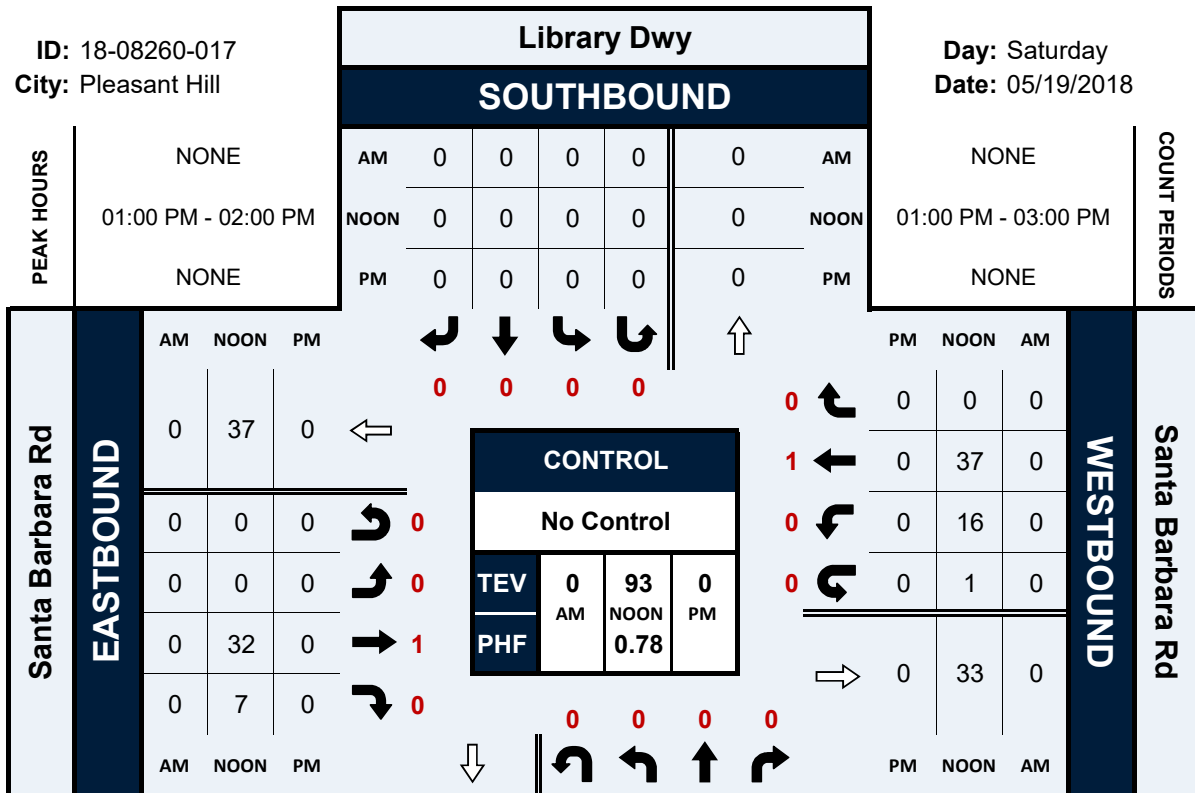 Library Dwy
SOUTHBOUND
ID: 18-08260-017
City: Pleasant Hill
Day: Saturday
Date: 05/19/2018
PEAK HOURS
NONE
01:00 PM - 02:00 PM
NONE
AM 0 0 0 0 0 AM
NOON 0 0 0 0 0 NOON
PM 0 0 0 0 0 PM
NONE
01:00 PM - 03:00 PM
NONE
COUNT PERIODS
0 0 0 0
Santa Barbara Rd
EASTBOUND
AM NOON PM
0 37 0
0 0 0 0
0 0 0 0
0 32 0 1
0 7 0 0
AM NOON PM
CONTROL
No Control
TEV 0 93 0
AM NOON PM
PHF 0.78
PM NOON AM
0 0 0 0
1 0 37 0
0 0 16 0
0 0 1 0
0 33 0
PM NOON AM
WESTBOUND
Santa Barbara Rd
0 0 0 0